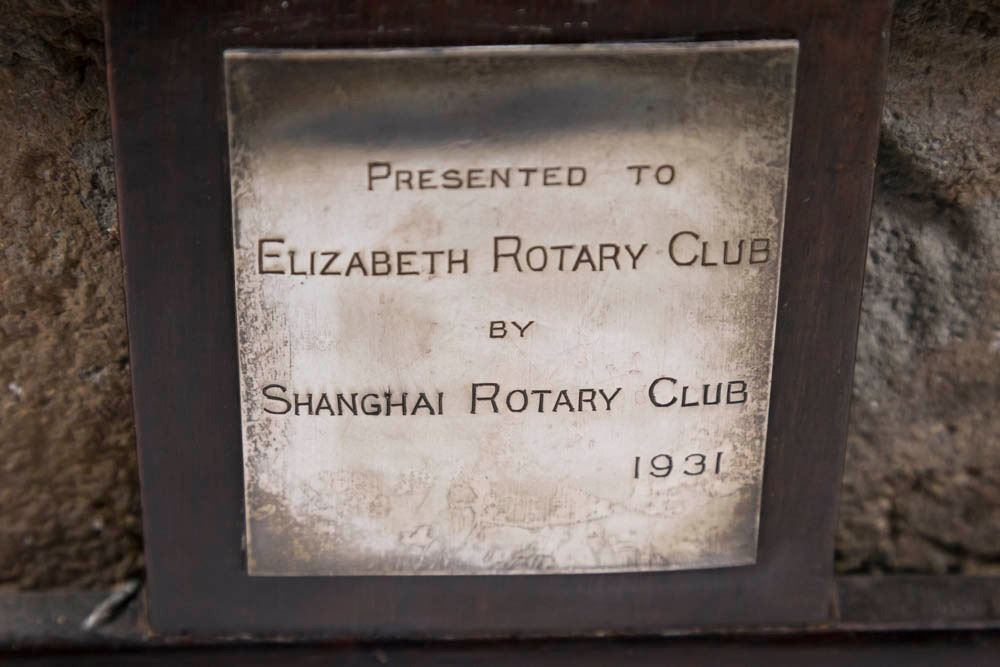 PRESENTED TO
ELIZABETH ROTARY CLUB
BY
SHANGHAI ROTARY CLUB
1931